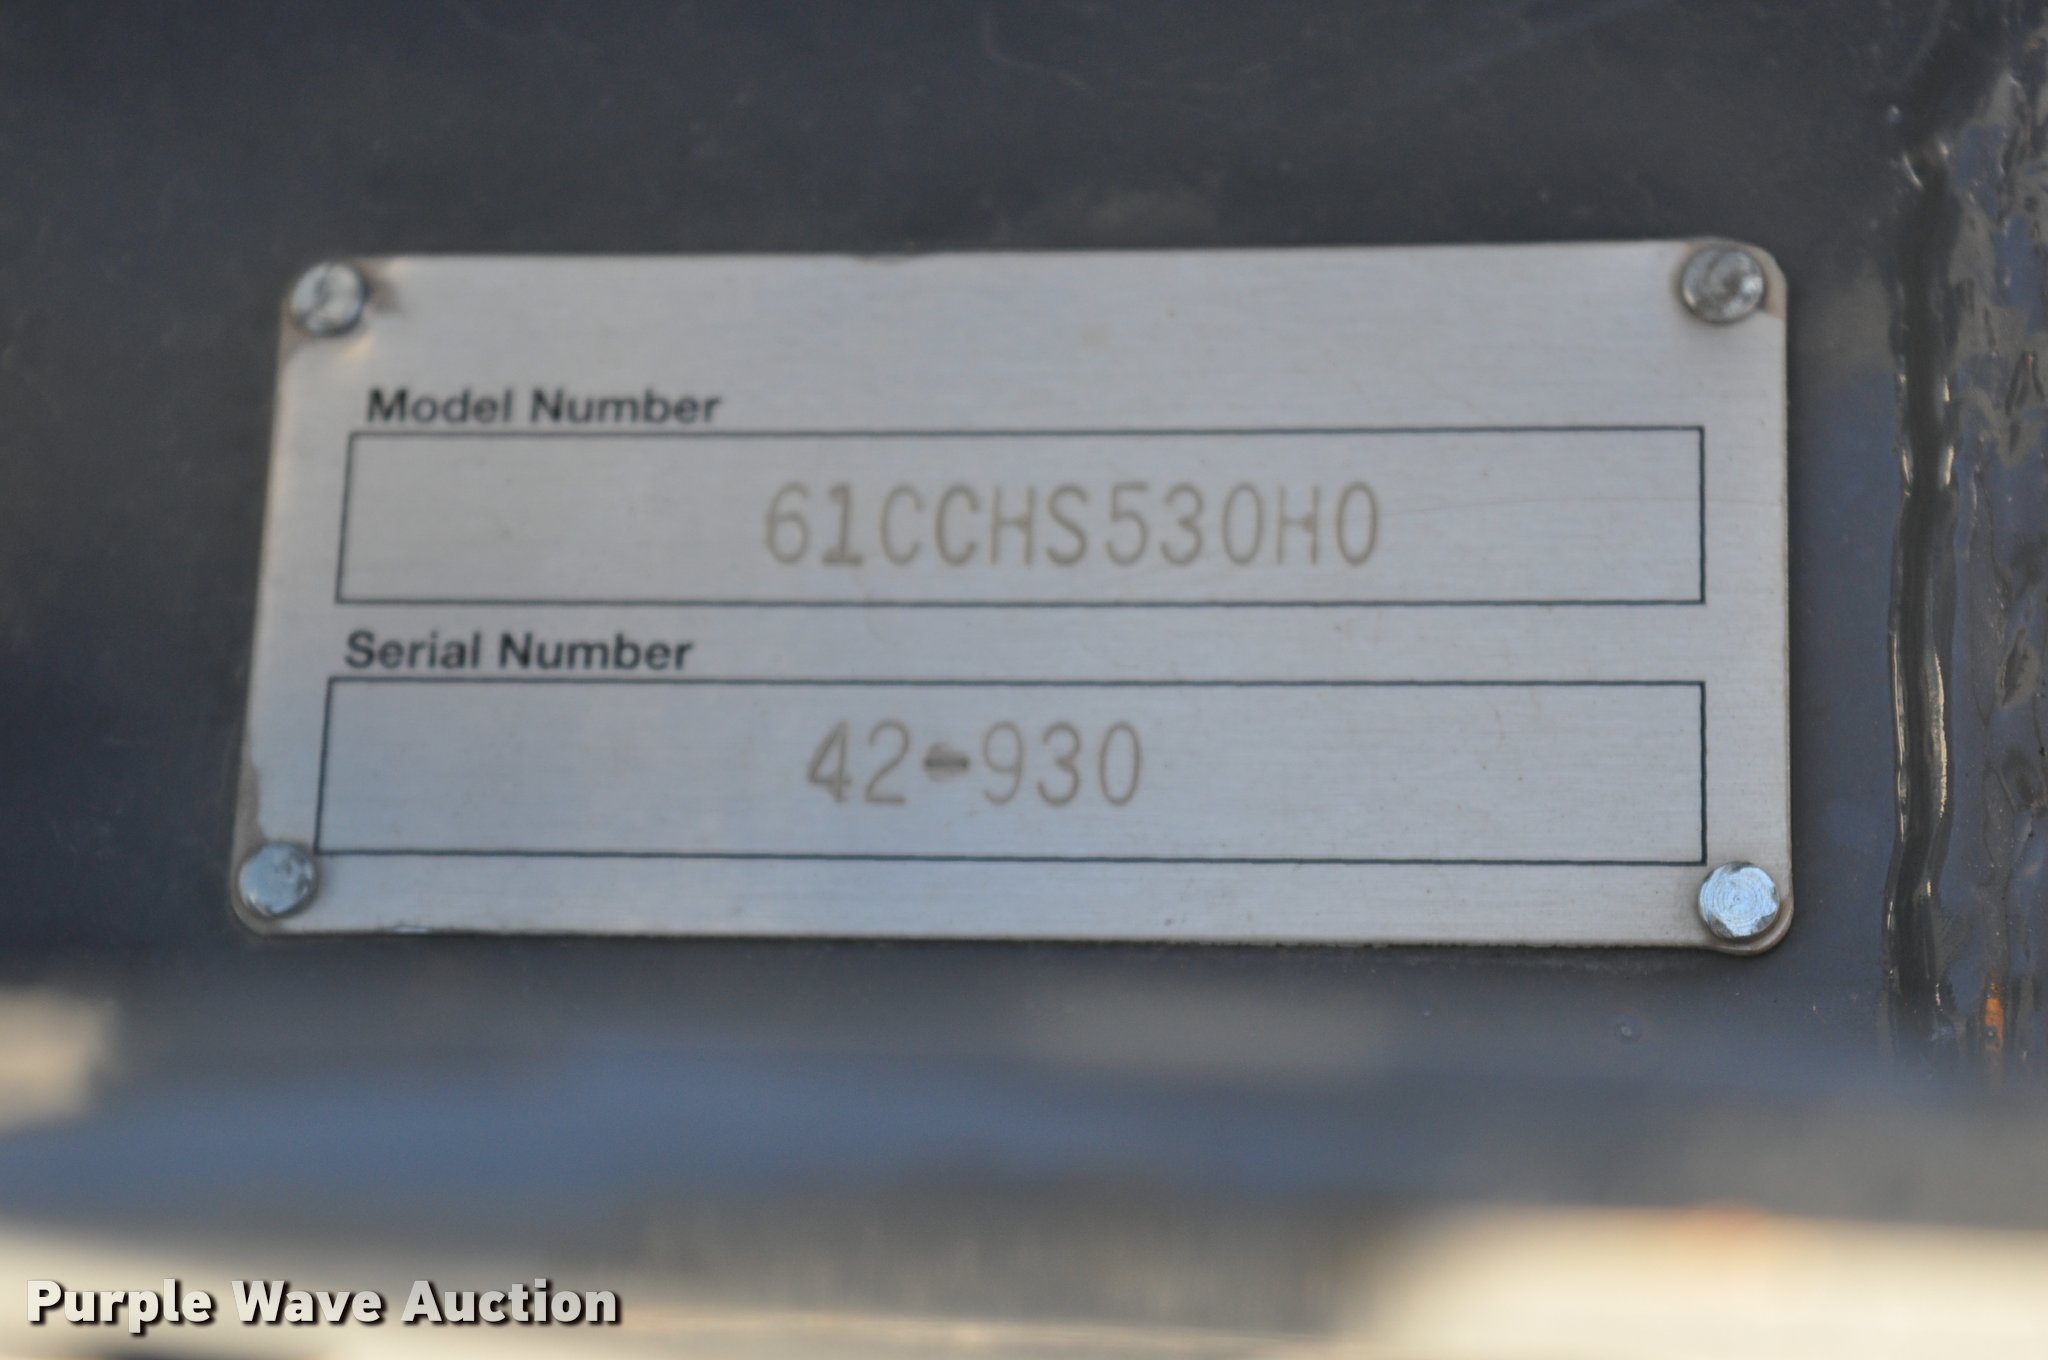 Model Number
61CCHS530H0
Serial Number
42-930
Purple Wave Auction